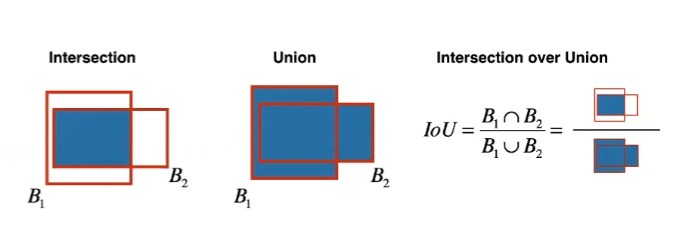 Intersection
Union
Intersection over Union
B₁
B₂
B₁
B₂
IoU = B₁ ∩ B₂ / B₁ ∪ B₂ =